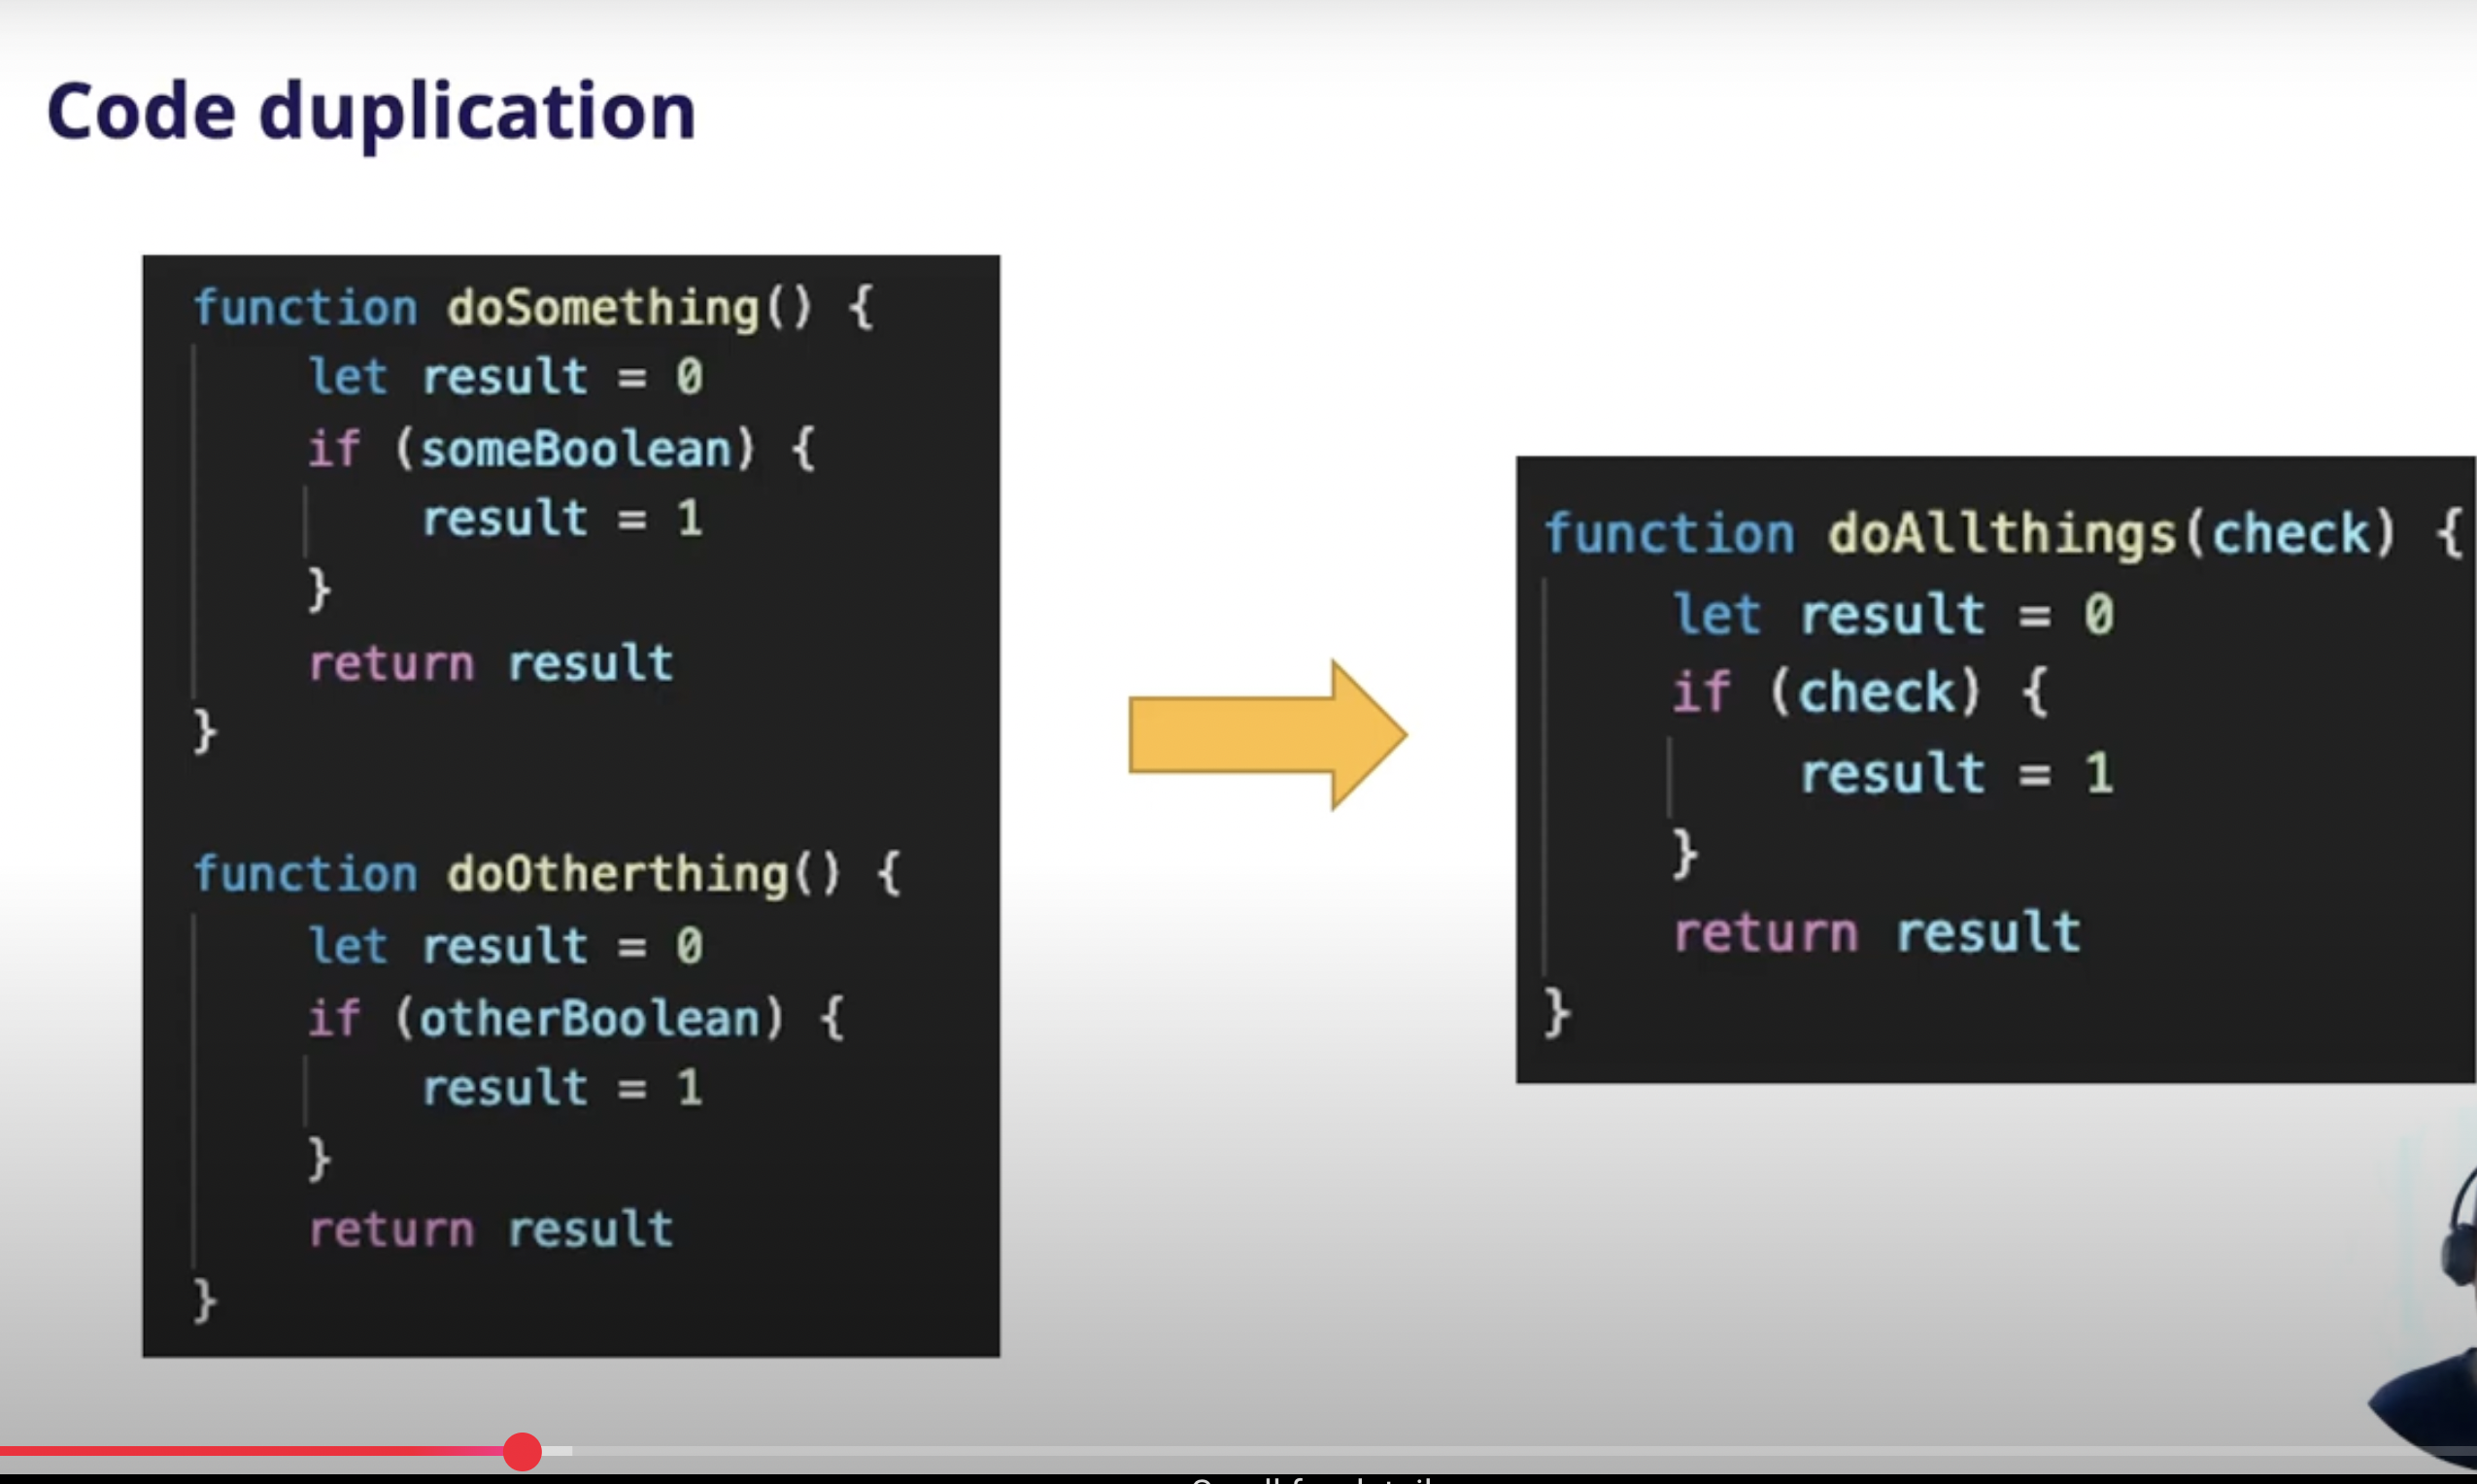 Code duplication
function doSomething() {
let result = 0
if (someBoolean) {
result = 1
}
return result
}
function doOtherthing() {
let result = 0
if (otherBoolean) {
result = 1
}
return result
}
function doAllthings(check) {
let result = 0
if (check) {
result = 1
}
return result
}